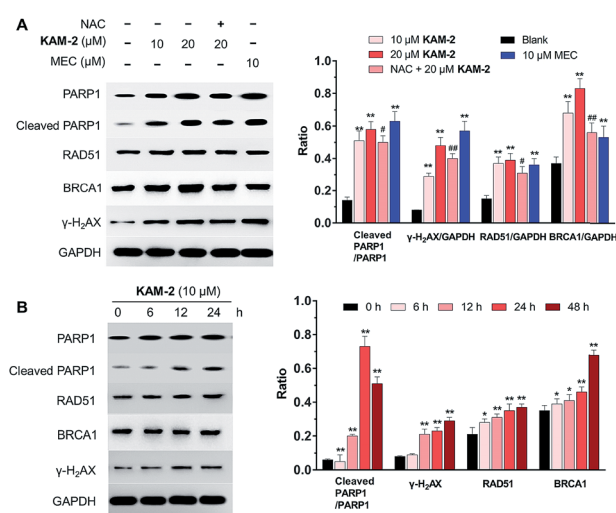 A
NAC – – – + –
KAM-2 (μM) – 10 20 20 –
MEC (μM) – – – – 10
PARP1
Cleaved PARP1
RAD51
BRCA1
γ-H₂AX
GAPDH
10 μM KAM-2
20 μM KAM-2
NAC + 20 μM KAM-2
Blank
10 μM MEC
Ratio
1.0
0.8
0.6
0.4
0.2
0.0
** ** # **
** ** ## **
** ** # **
** ** ## **
Cleaved PARP1 /PARP1
γ-H₂AX/GAPDH
RAD51/GAPDH
BRCA1/GAPDH
B
KAM-2 (10 μM)
0 6 12 24 h
PARP1
Cleaved PARP1
RAD51
BRCA1
γ-H₂AX
GAPDH
0 h 6 h 12 h 24 h 48 h
Ratio
1.0
0.8
0.6
0.4
0.2
0.0
** ** ** **
** ** **
* ** ** **
* * ** **
Cleaved PARP1 /PARP1
γ-H₂AX
RAD51
BRCA1